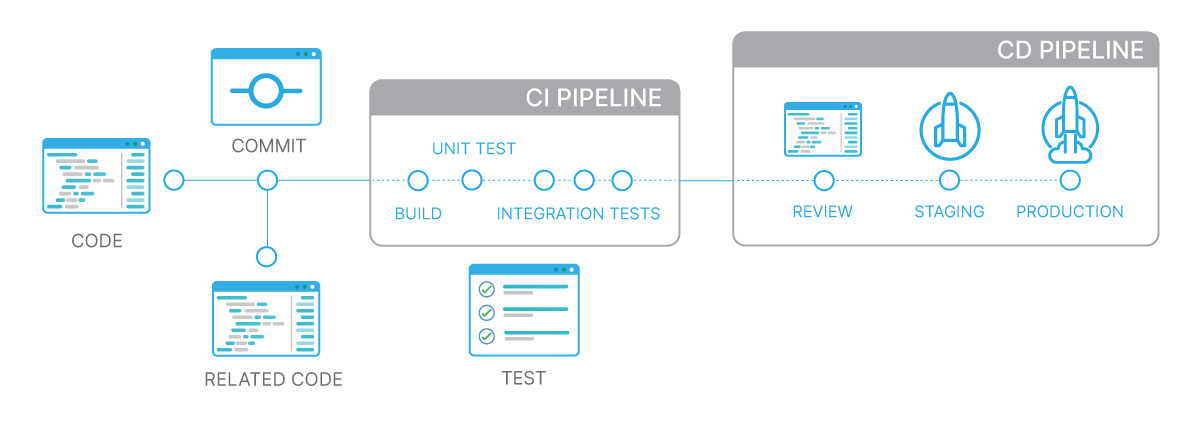 CODE
COMMIT
RELATED CODE
CI PIPELINE
UNIT TEST
BUILD
INTEGRATION TESTS
TEST
CD PIPELINE
REVIEW
STAGING
PRODUCTION